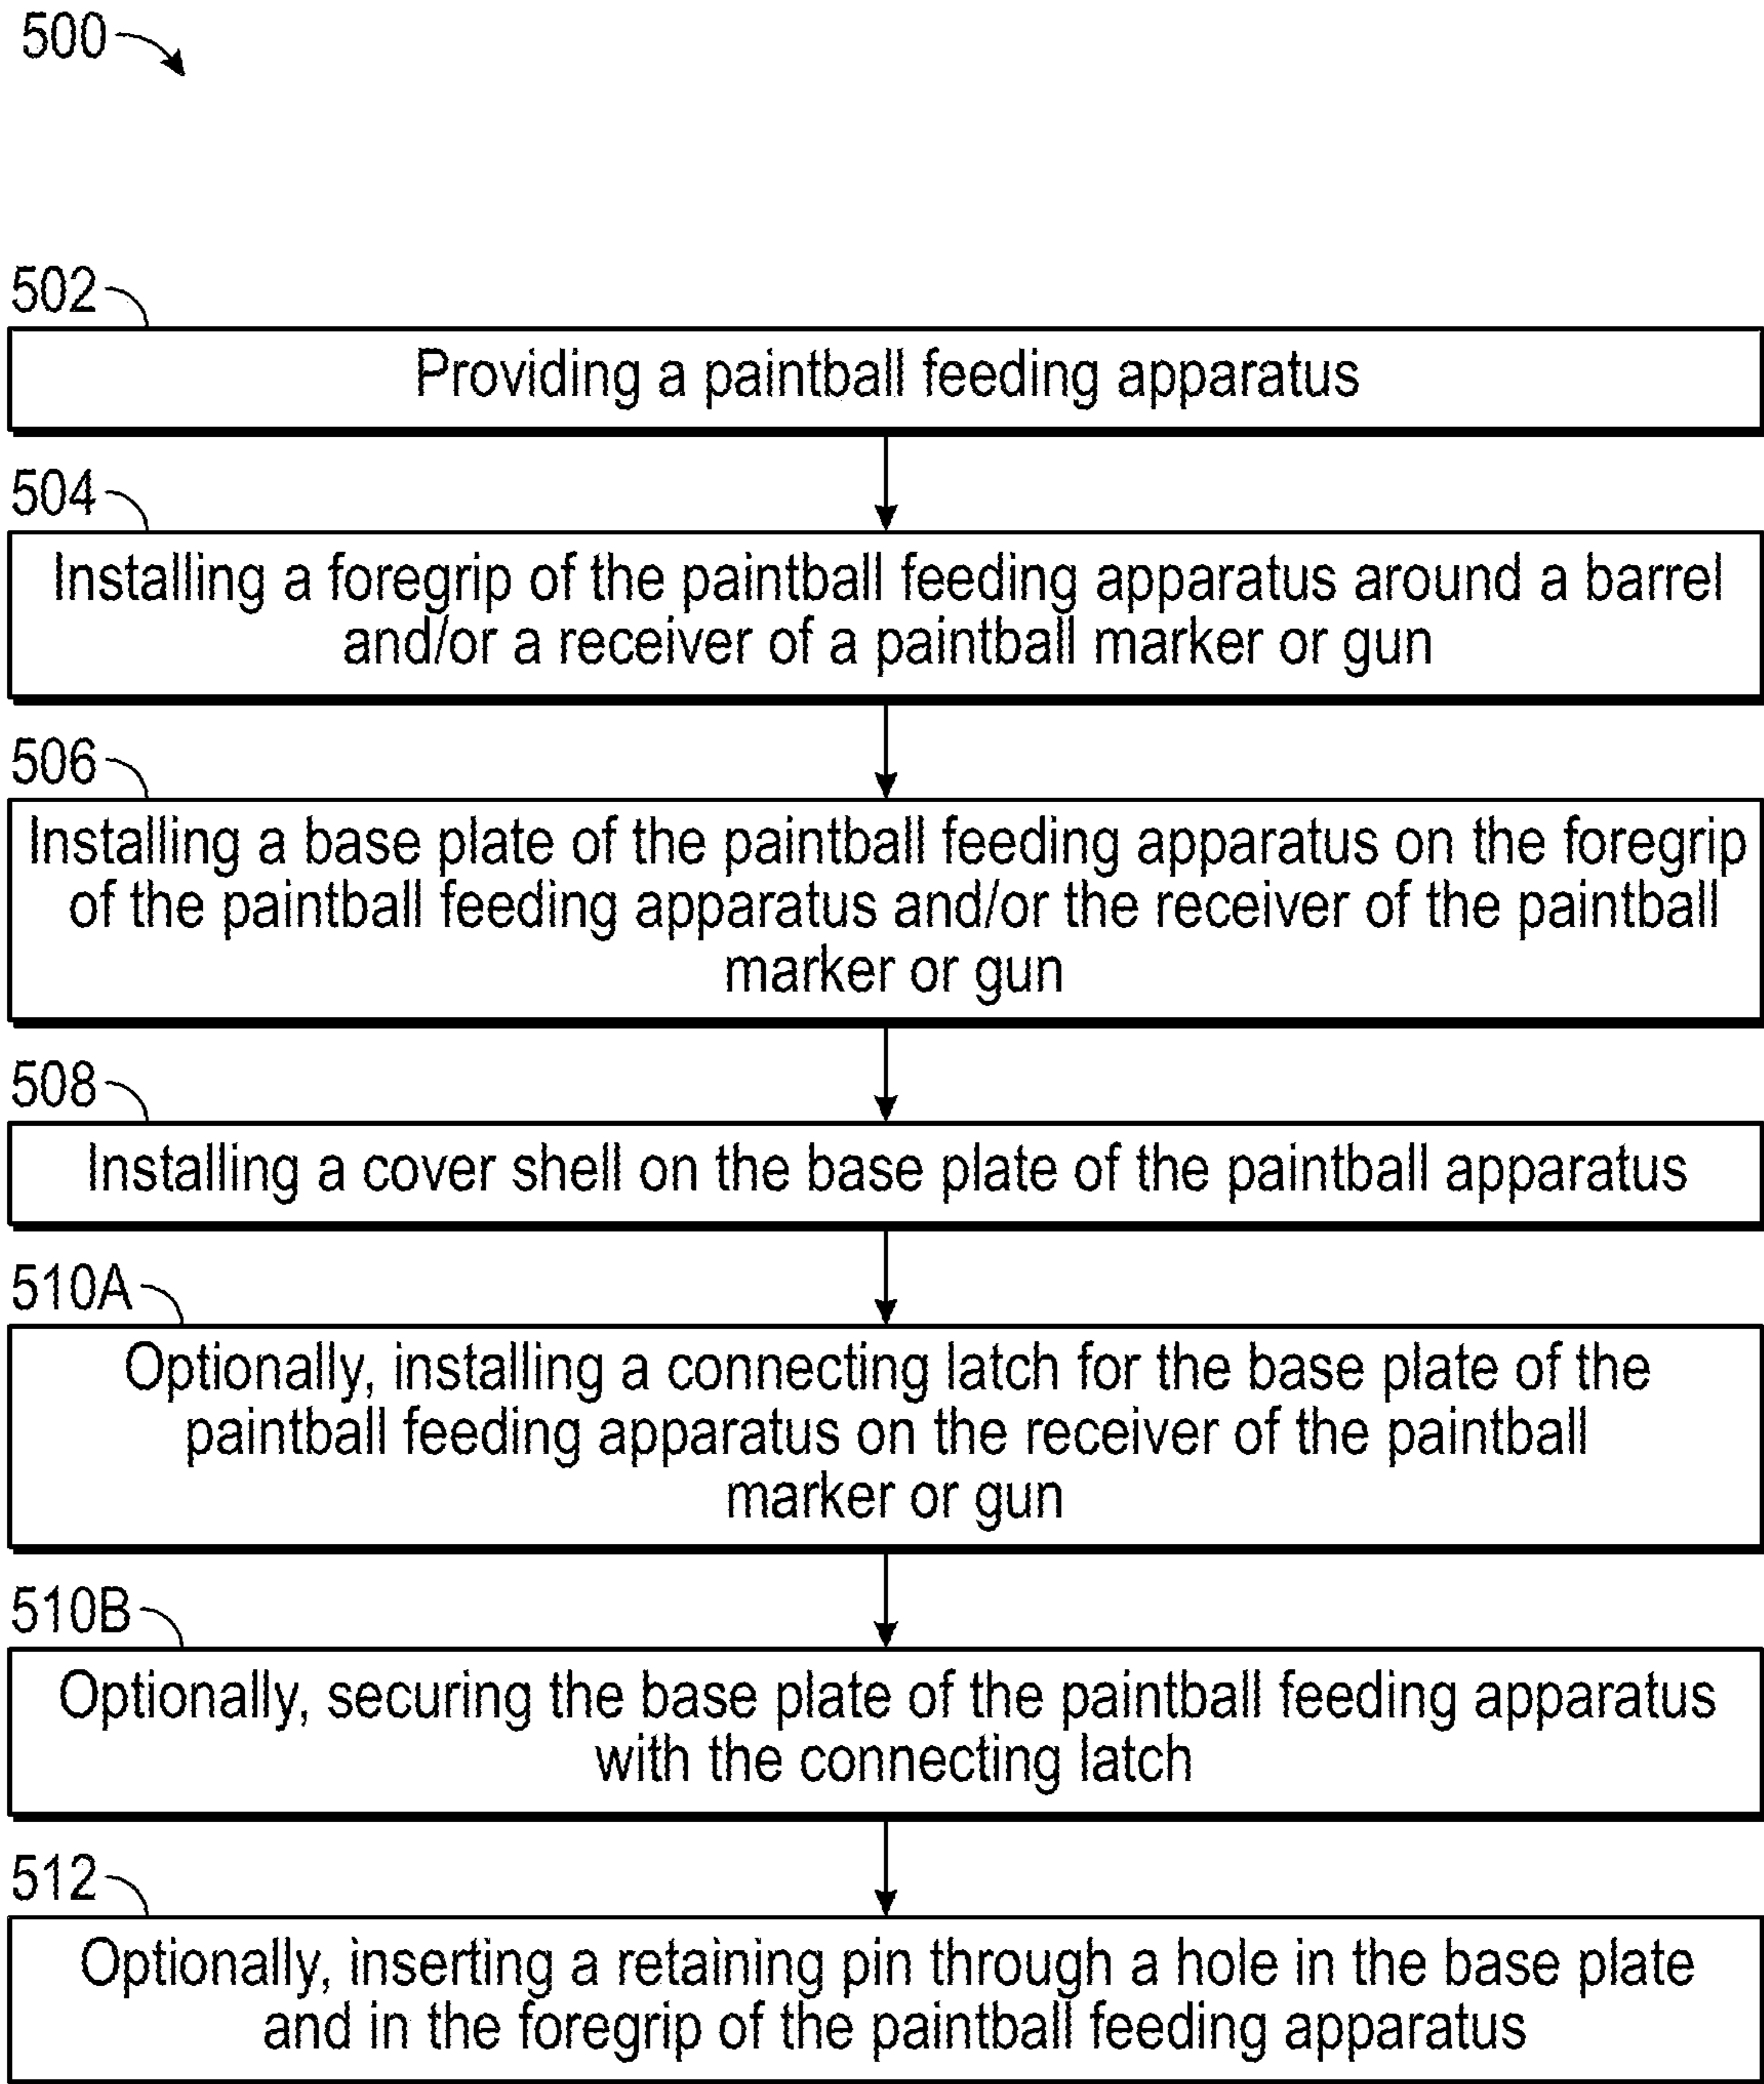 500
502
Providing a paintball feeding apparatus
504
Installing a foregrip of the paintball feeding apparatus around a barrel
and/or a receiver of a paintball marker or gun
506
Installing a base plate of the paintball feeding apparatus on the foregrip
of the paintball feeding apparatus and/or the receiver of the paintball
marker or gun
508
Installing a cover shell on the base plate of the paintball apparatus
510A
Optionally, installing a connecting latch for the base plate of the
paintball feeding apparatus on the receiver of the paintball
marker or gun
510B
Optionally, securing the base plate of the paintball feeding apparatus
with the connecting latch
512
Optionally, inserting a retaining pin through a hole in the base plate
and in the foregrip of the paintball feeding apparatus